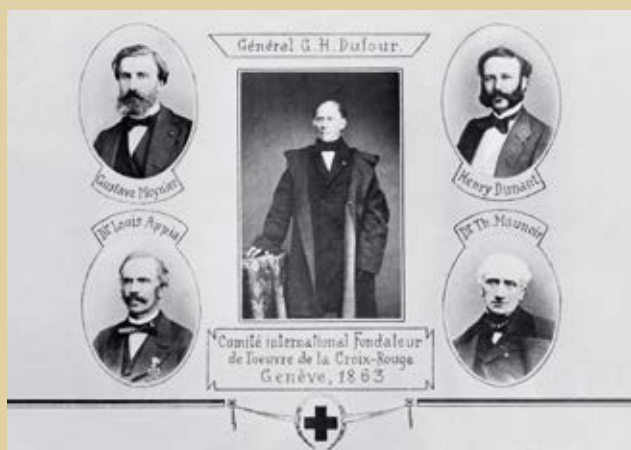 Général G. H. Dufour.
Gustave Moynier
Henry Dunant
Dr Louis Appia
Dr Th. Maunoir
Comité international Fondateur
de l'oeuvre de la Croix-Rouge
Genève, 1863